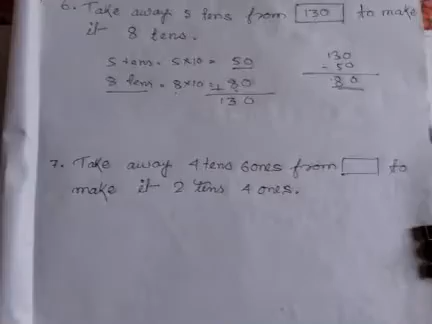 6. Take away 5 tens from 130 to make
it 8 tens.
5 tens = 5×10 = 50
8 tens = 8×10 = + 80
130
130
- 50
80
7. Take away 4 tens 6 ones from to
make it 2 tens 4 ones.